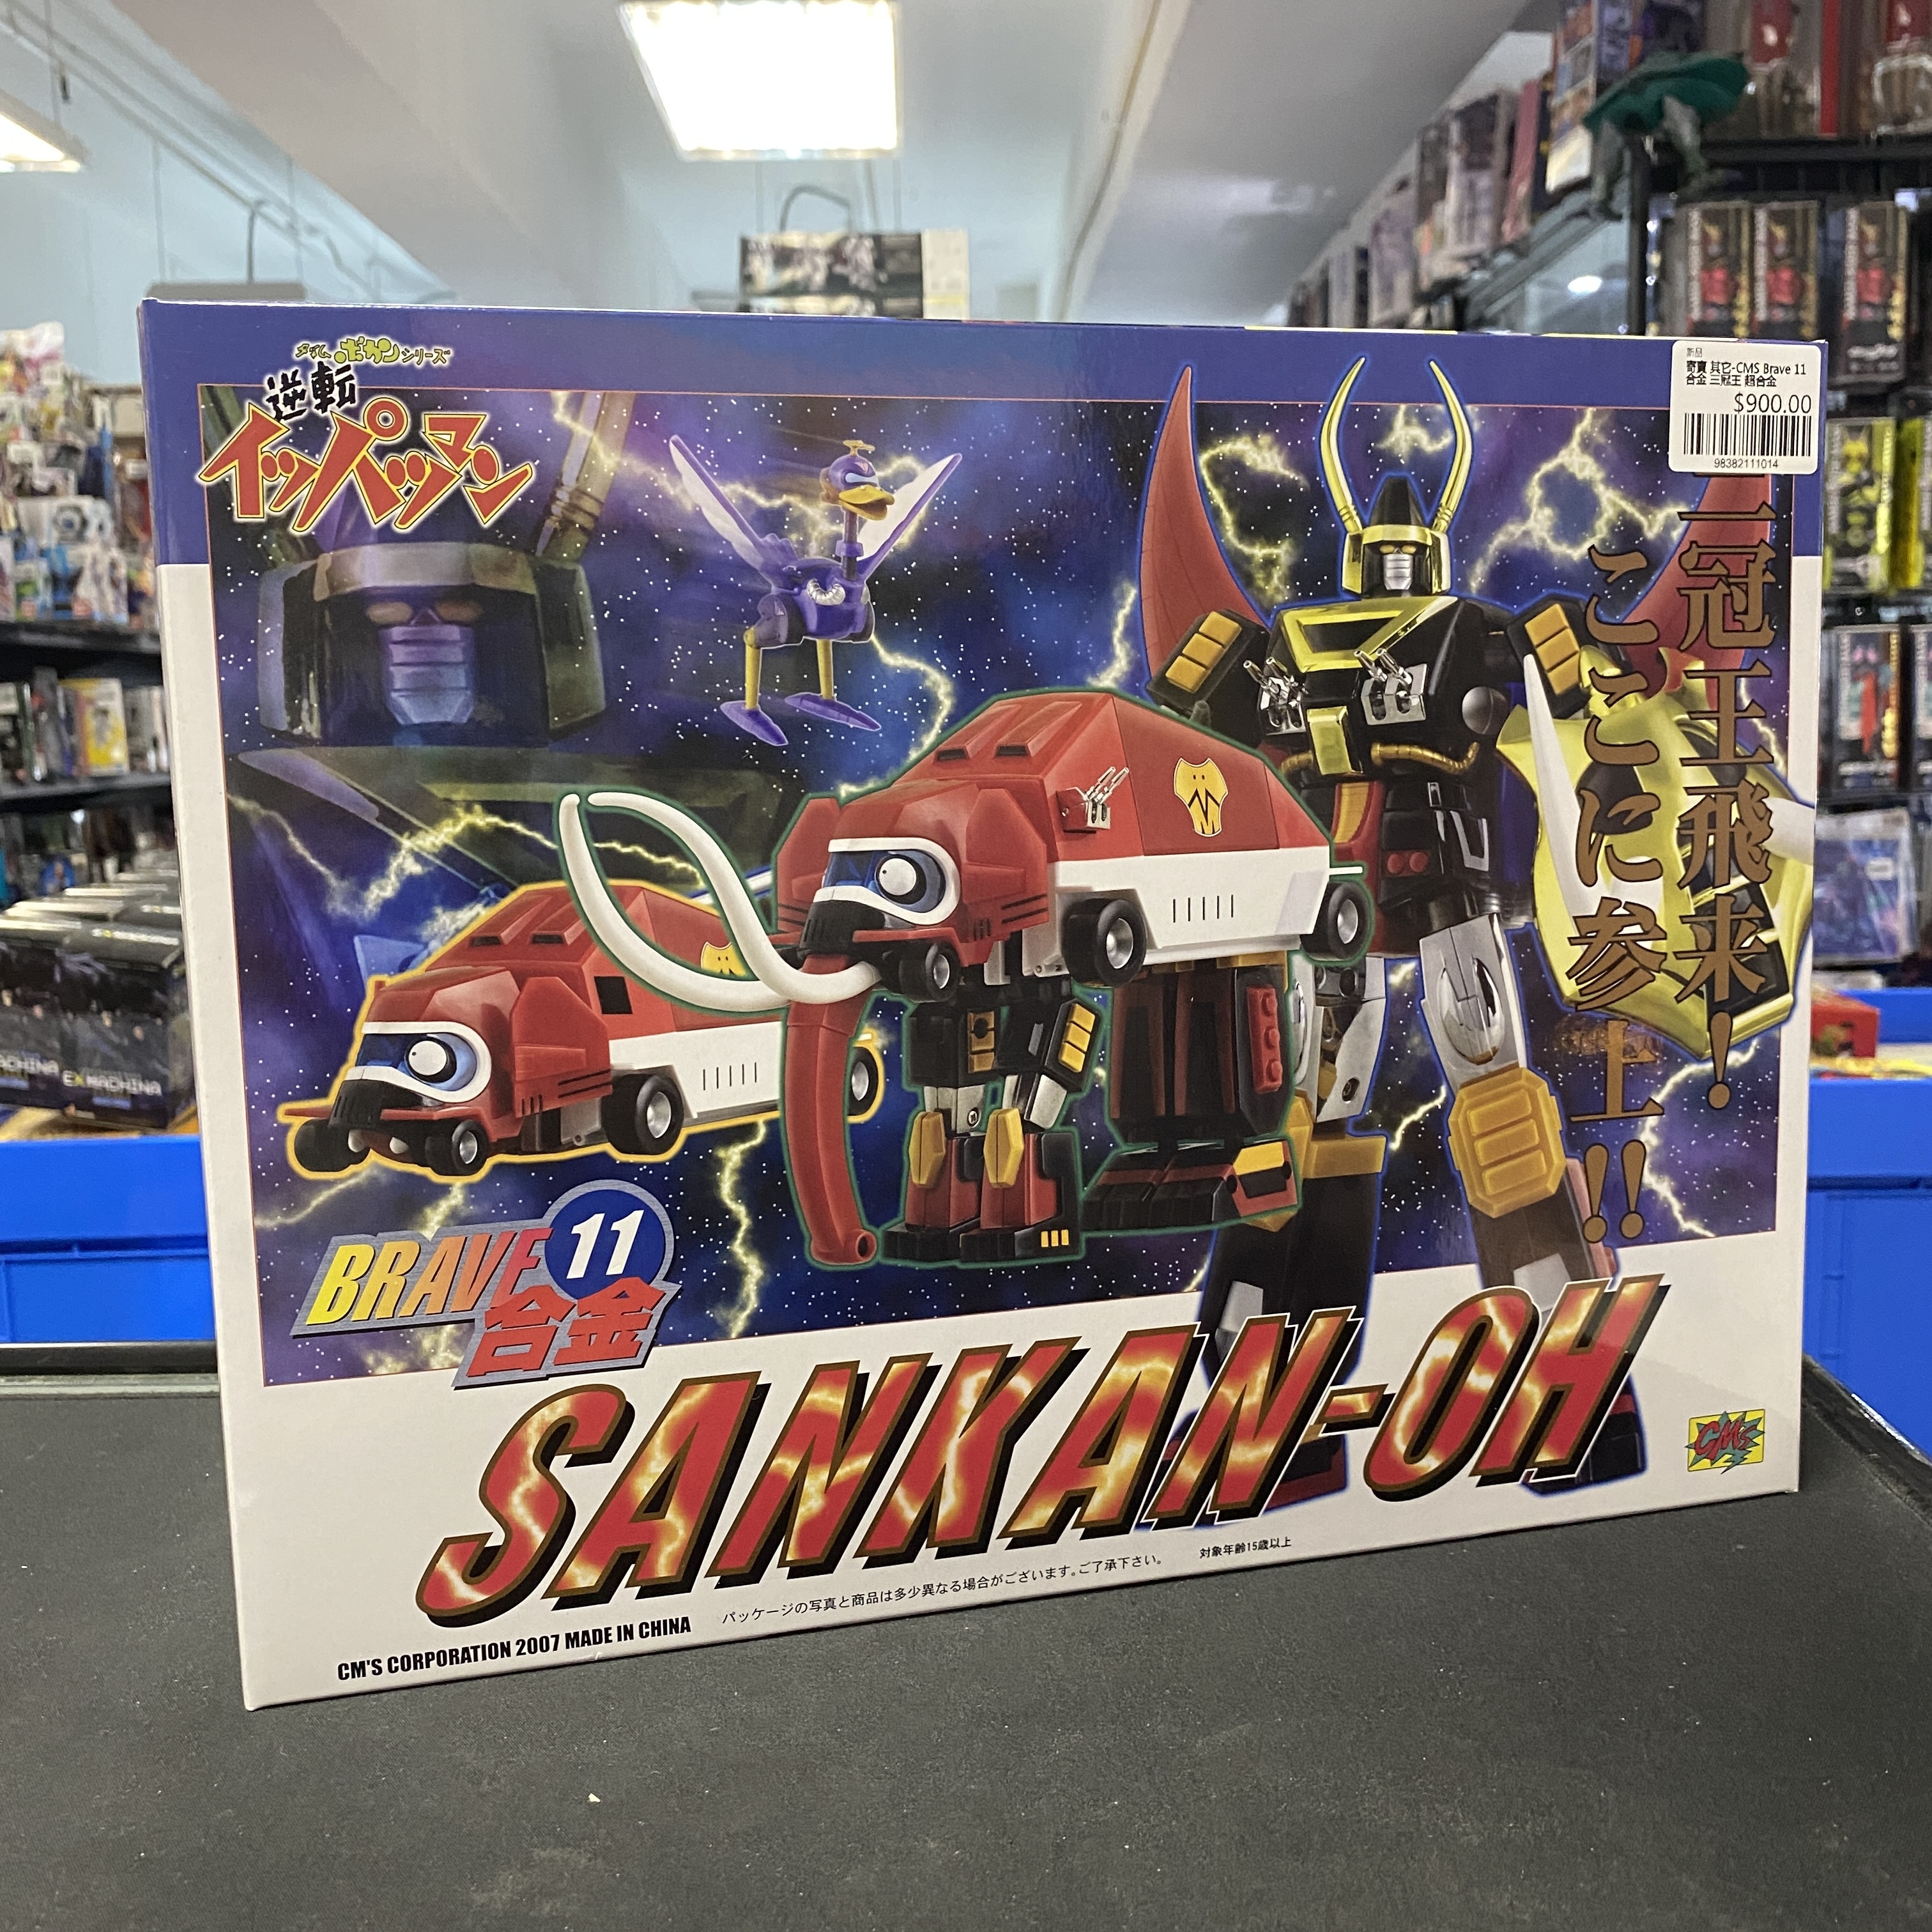 タイムボカンシリーズ
逆転
イッパツマン
新品
寄賣 其它-CMS Brave 11
合金 三冠王 超合金
$900.00
98382111014
三冠王飛来!
ここに参上!!
BRAVE 11
合金
SANKAN-OH
CM's
対象年齢15歳以上
パッケージの写真と商品は多少異なる場合がございます。ご了承下さい。
CM'S CORPORATION 2007 MADE IN CHINA
EX MACHINA